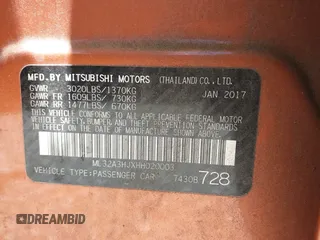 MFD.BY MITSUBISHI MOTORS (THAILAND)CO.,LTD.
GVWR 3020LBS/1370KG JAN 2017
GAWR FR 1609LBS/ 730KG
GAWR RR 1477LBS/ 670KG
THIS VEHICLE CONFORMS TO ALL APPLICABLE FEDERAL MOTOR
VEHICLE SAFETY, BUMPER, AND THEFT PREVENTION STANDARDS
IN EFFECT ON THE DATE OF MANUFACTURE SHOWN ABOVE.
VEHICLE TYPE:PASSENGER CAR 7430B 728
DREAMBID